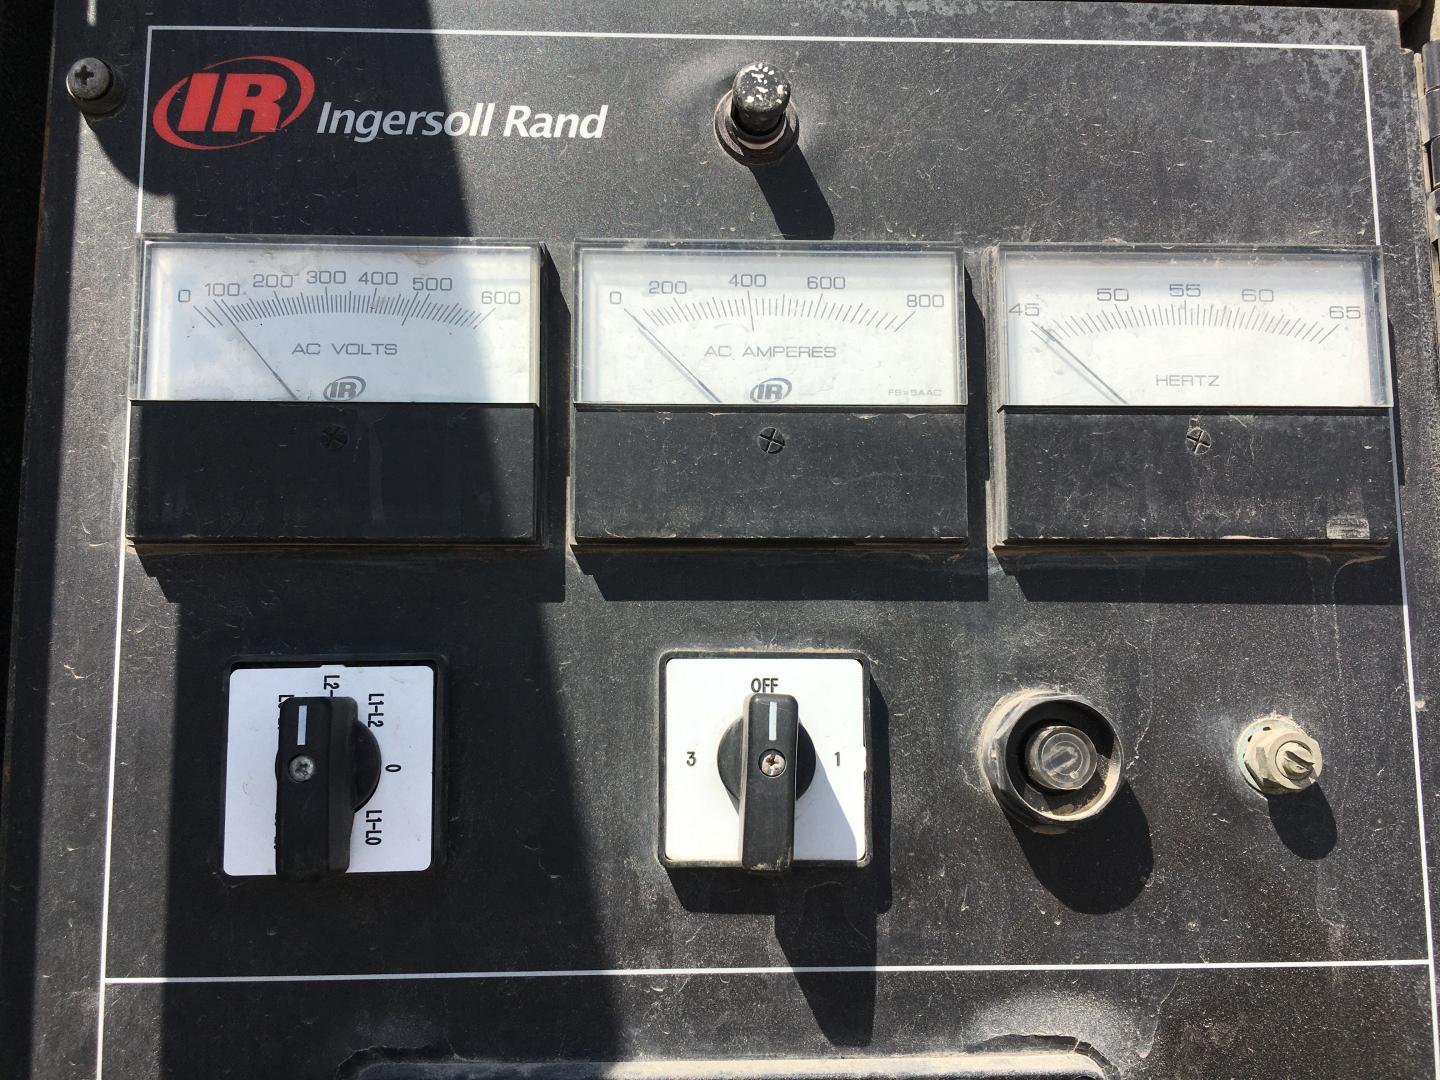 IR Ingersoll Rand
0 100 200 300 400 500 600
AC VOLTS
IR
0 200 400 600 800
AC AMPERES
IR
FS=5AAC
45 50 55 60 65
HERTZ
L1-L2
0
L1-L0
OFF
3 1